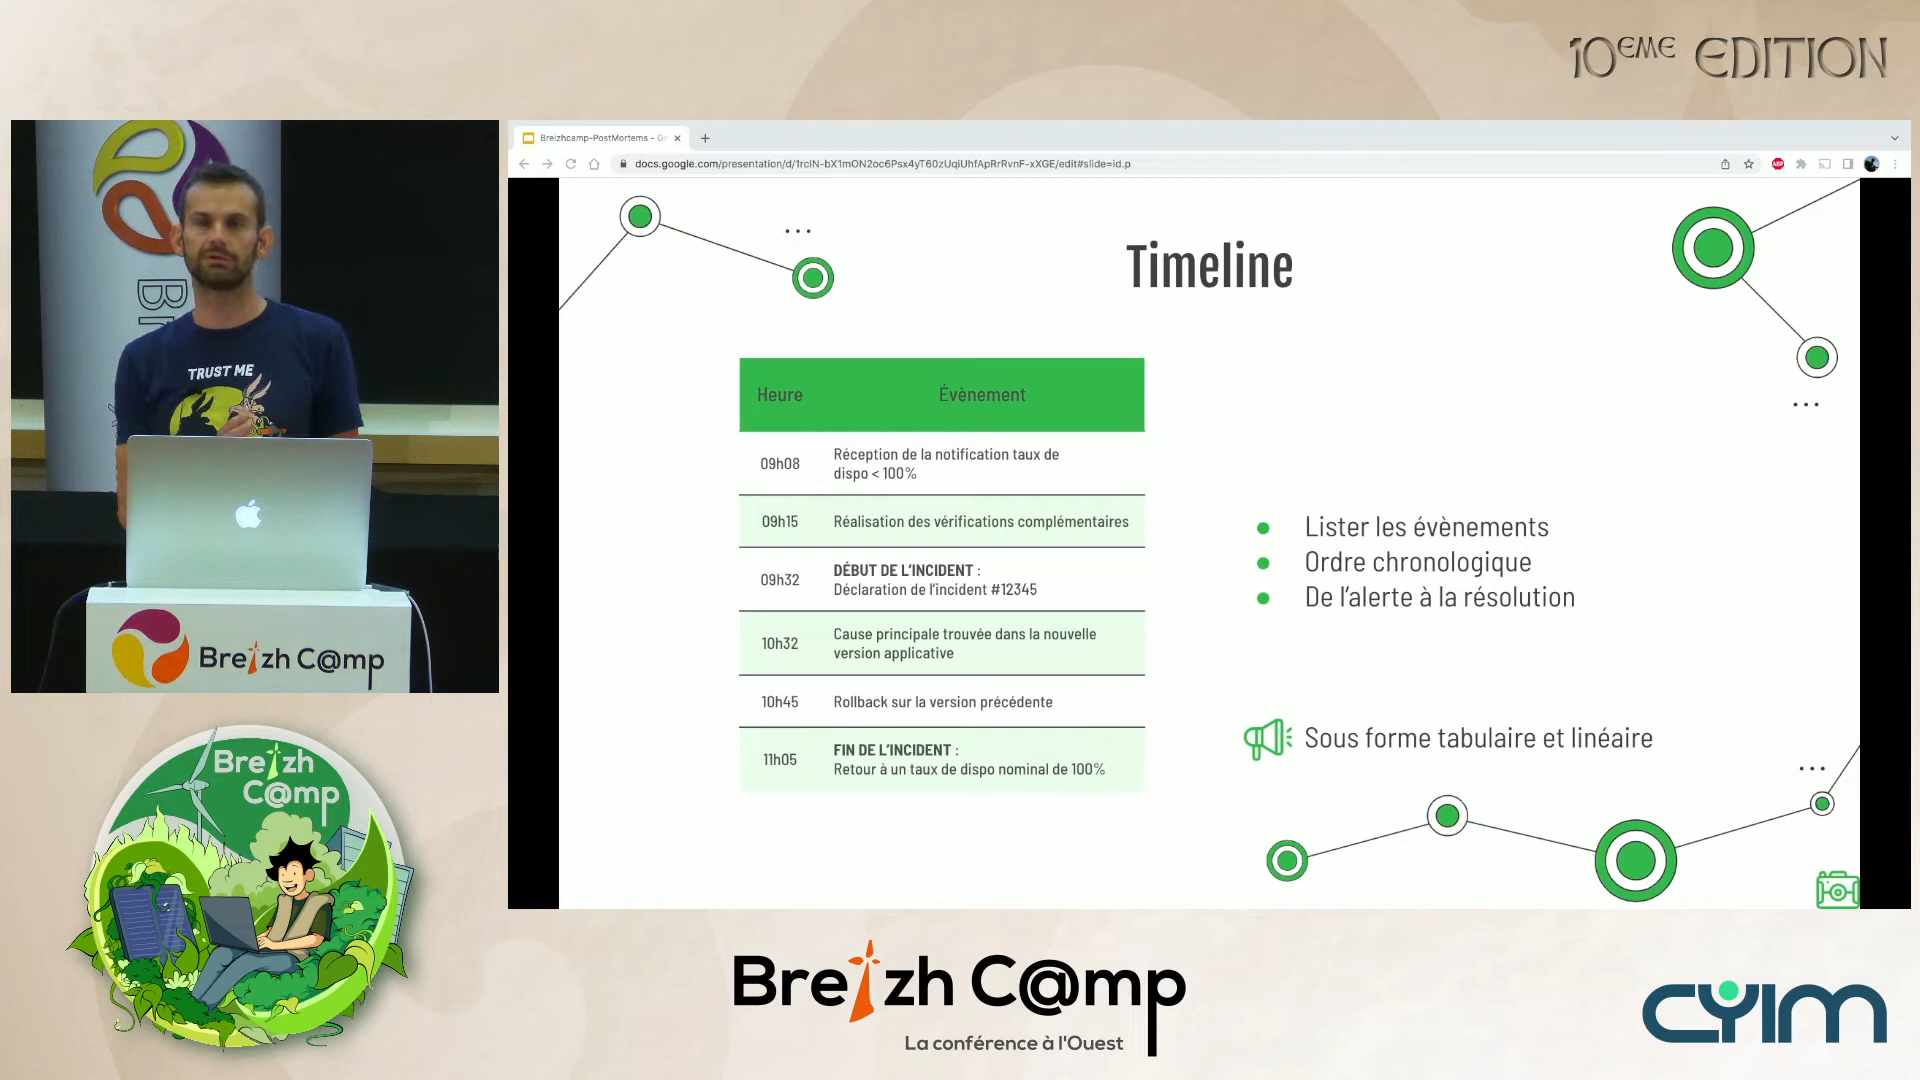 10EME EDITION
Breizhcamp-PostMortems - Go
docs.google.com/presentation/d/1rcIN-bX1mON2oc6Psx4yT60zUqiUhfApRrRvnF-xXGE/edit#slide=id.p
ABP
Timeline
Heure Évènement
09h08 Réception de la notification taux de
dispo < 100%
09h15 Réalisation des vérifications complémentaires
09h32 DÉBUT DE L'INCIDENT :
Déclaration de l'incident #12345
10h32 Cause principale trouvée dans la nouvelle
version applicative
10h45 Rollback sur la version précédente
11h05 FIN DE L'INCIDENT :
Retour à un taux de dispo nominal de 100%
Lister les évènements
Ordre chronologique
De l'alerte à la résolution
Sous forme tabulaire et linéaire
TRUST ME
Breizh C@mp
Breizh
C@mp
Breizh C@mp
La conférence à l'Ouest
CYIM